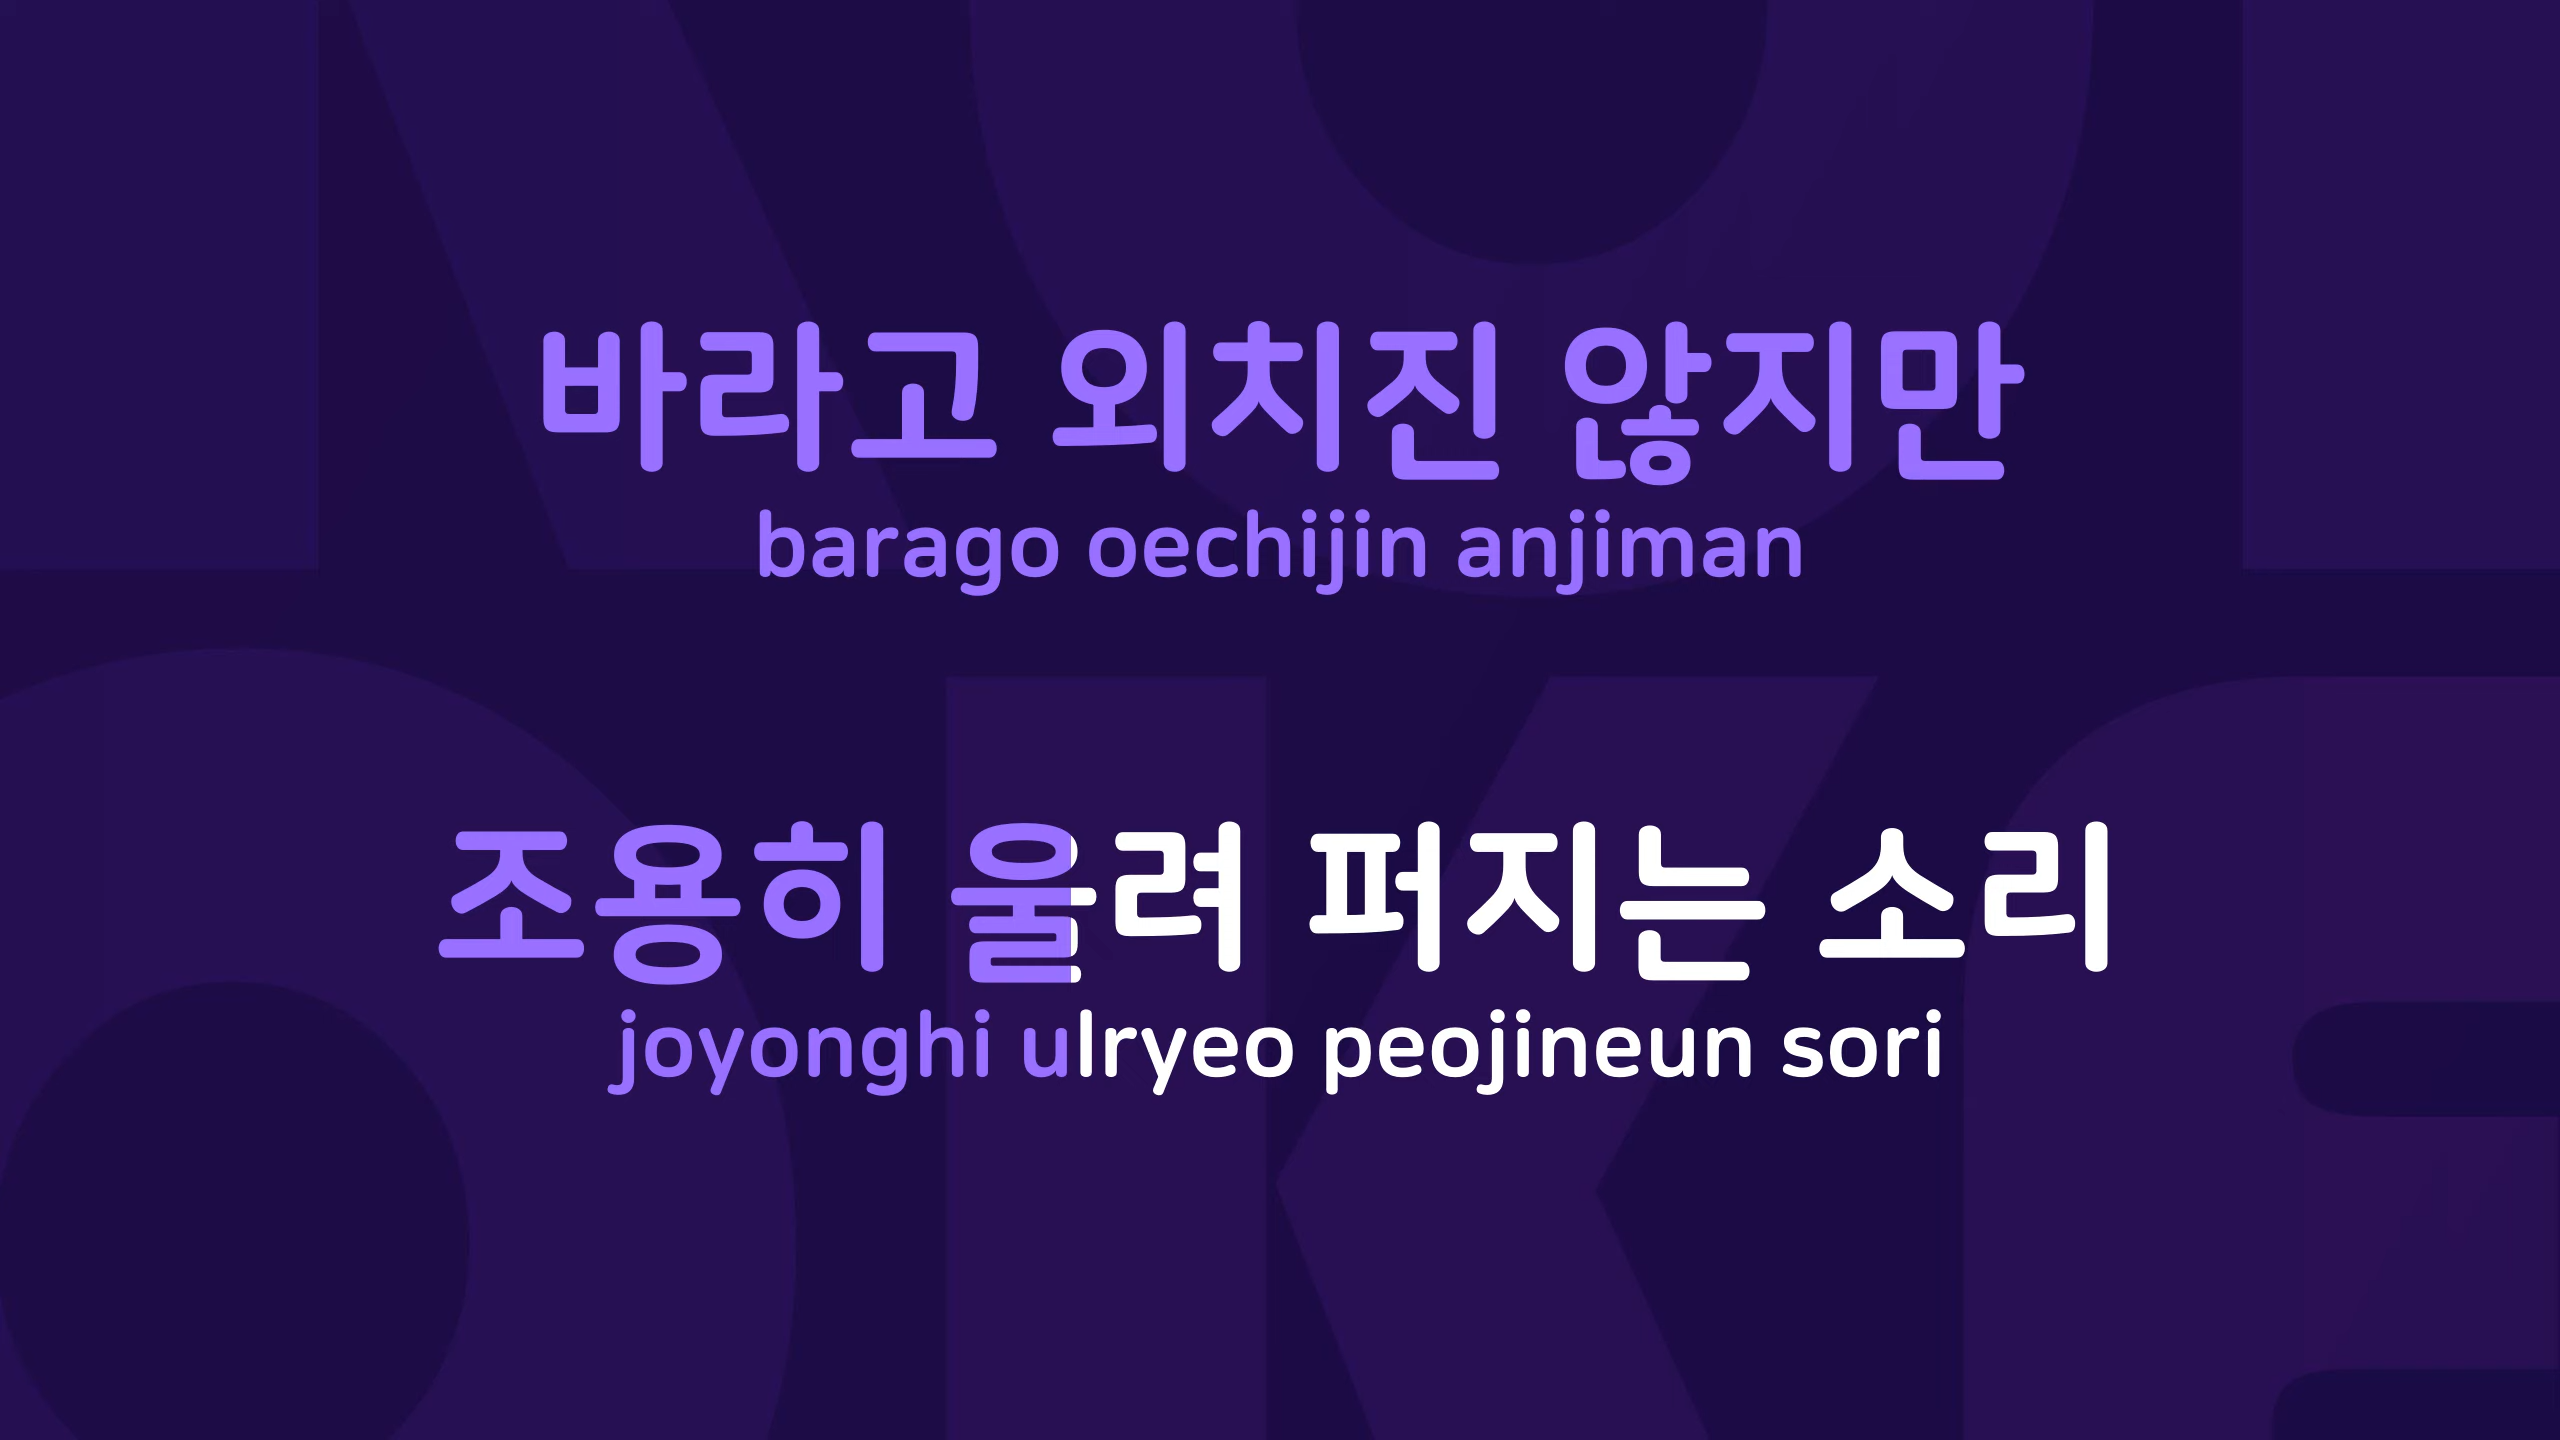 바라고 외치진 않지만
barago oechijin anjiman
조용히 울려 퍼지는 소리
joyonghi ulryeo peojineun sori